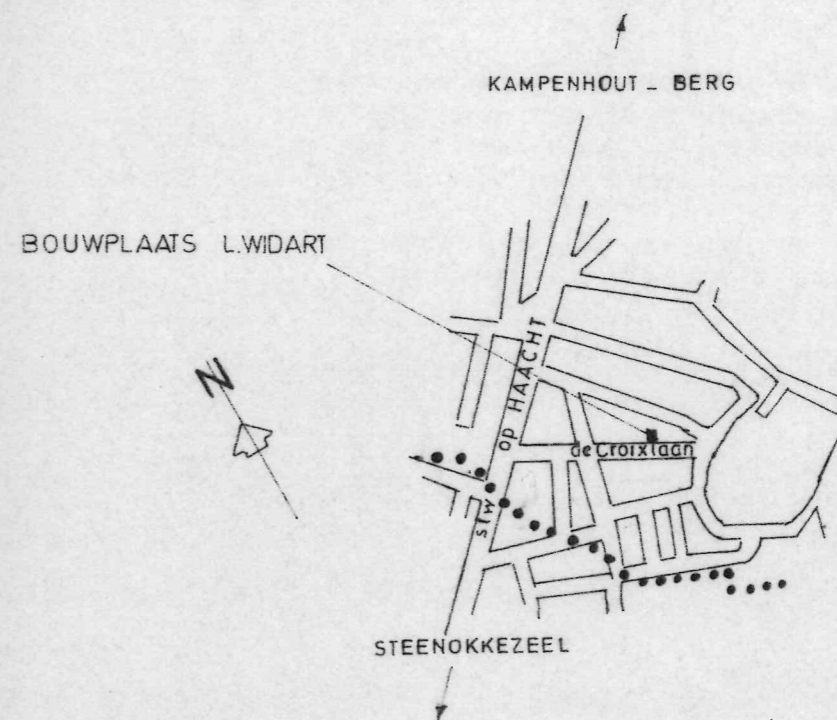 KAMPENHOUT - BERG
BOUWPLAATS L.WIDART
N
stw op HAACHT
de Croixlaan
STEENOKKEZEEL